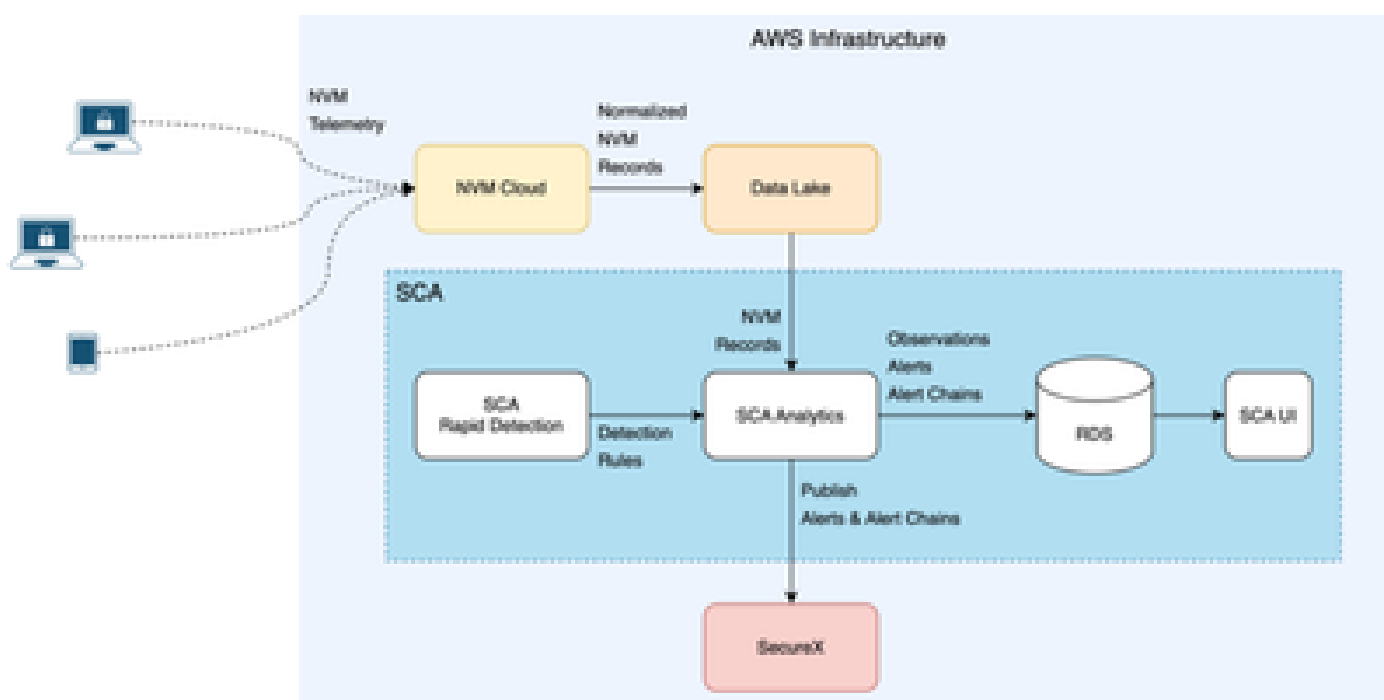 AWS Infrastructure
NVM
Telemetry
Normalized
NVM
Records
NVM Cloud
Data Lake
SCA
NVM
Records
Observations
Alerts
Alert Chains
SCA
Rapid Detection
Detection
Rules
SCA Analytics
RDS
SCA UI
Publish
Alerts & Alert Chains
SecureX